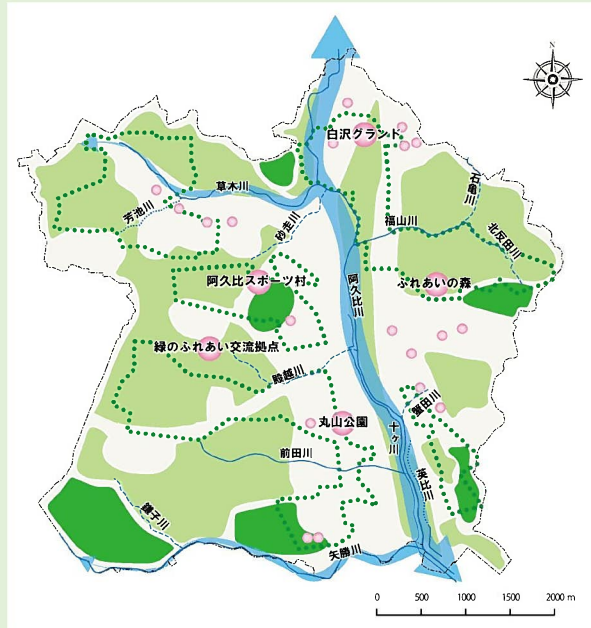 N
白沢グランド
石亀川
草木川
芳池川
福山川
北反田川
砂走川
阿久比スポーツ村
阿久比川
ふれあいの森
緑のふれあい交流拠点
殿越川
蟹田川
丸山公園
十ヶ川
前田川
英比川
鎌子川
矢勝川
0 500 1000 1500 2000 m